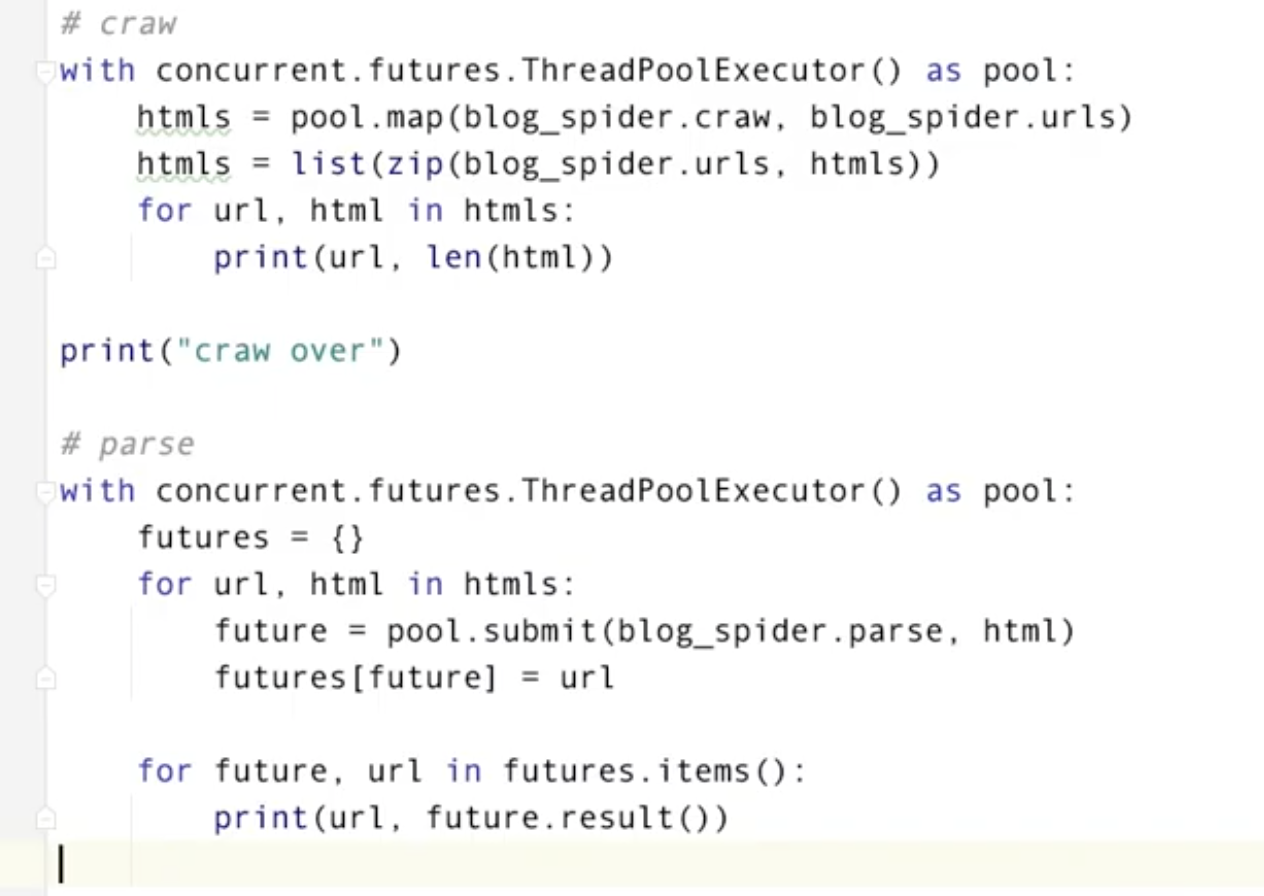 # craw
with concurrent.futures.ThreadPoolExecutor() as pool:
    htmls = pool.map(blog_spider.craw, blog_spider.urls)
    htmls = list(zip(blog_spider.urls, htmls))
    for url, html in htmls:
        print(url, len(html))

print("craw over")

# parse
with concurrent.futures.ThreadPoolExecutor() as pool:
    futures = {}
    for url, html in htmls:
        future = pool.submit(blog_spider.parse, html)
        futures[future] = url

    for future, url in futures.items():
        print(url, future.result())